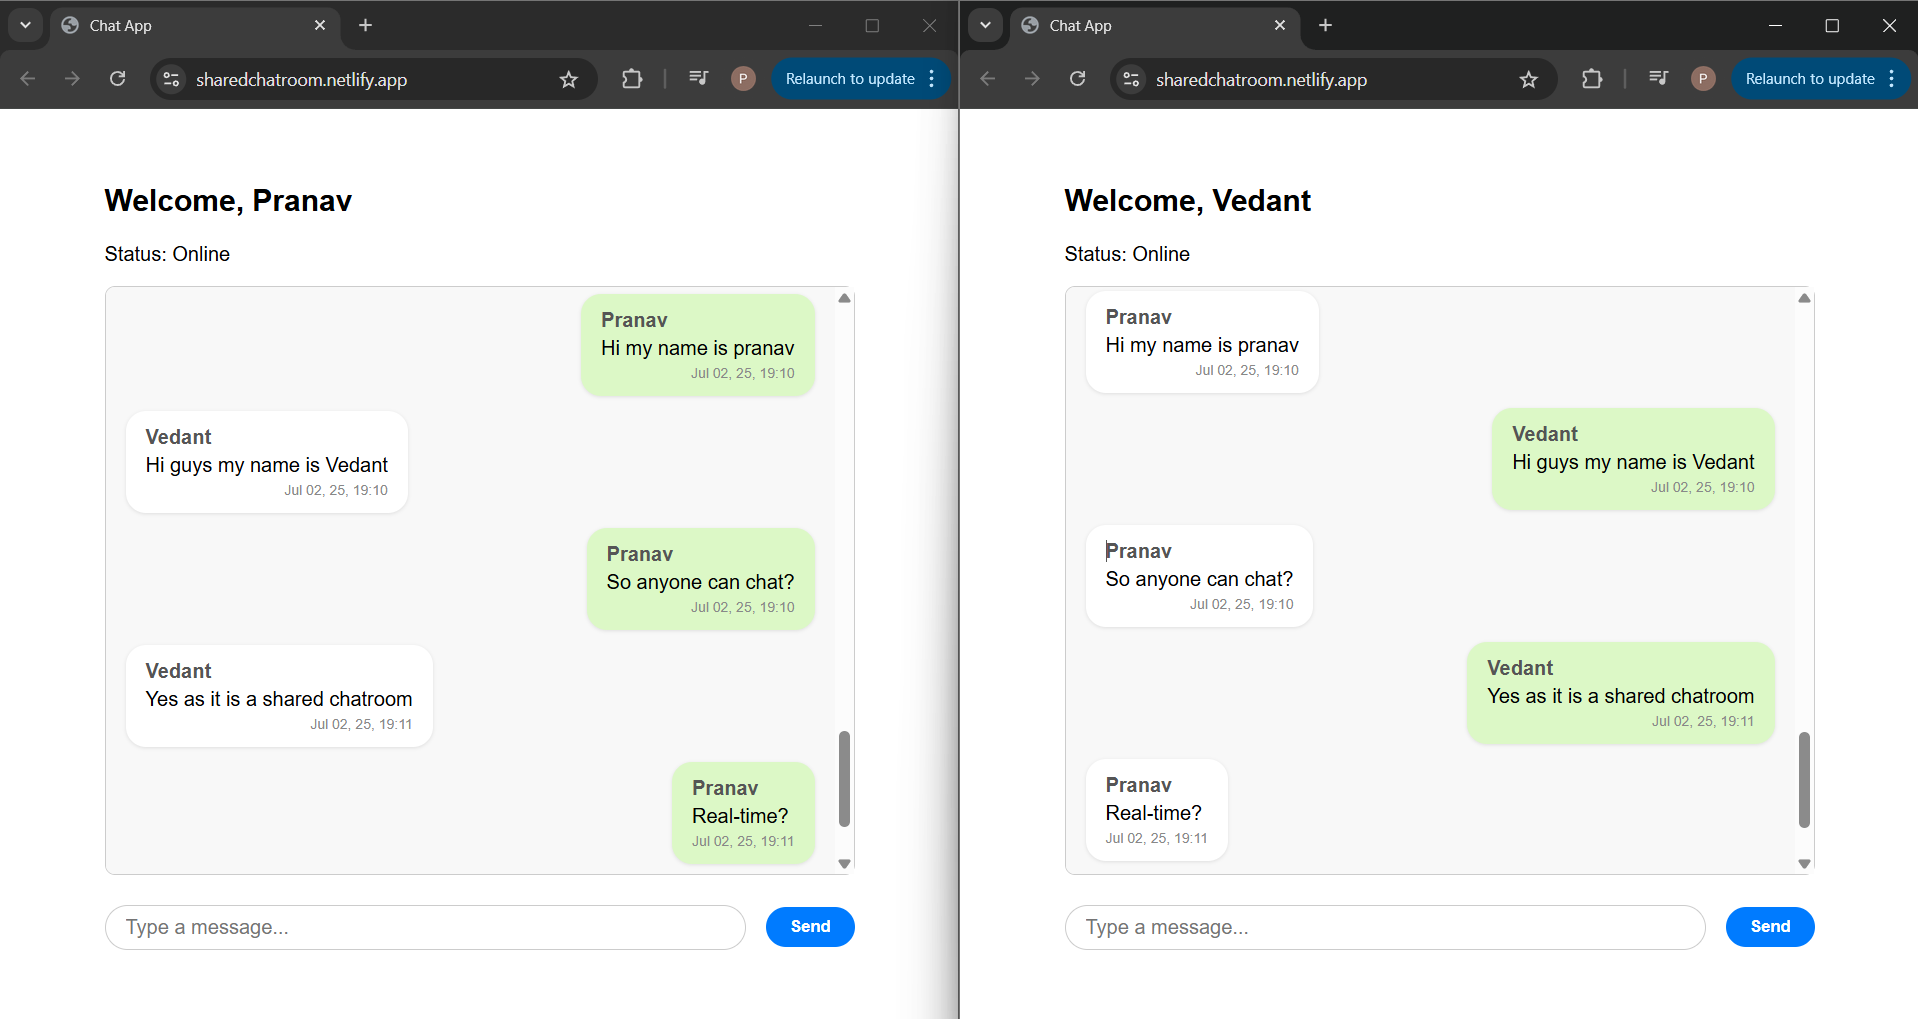 Chat App
sharedchatroom.netlify.app
P
Relaunch to update
Welcome, Pranav
Status: Online
Pranav
Hi my name is pranav
Jul 02, 25, 19:10
Vedant
Hi guys my name is Vedant
Jul 02, 25, 19:10
Pranav
So anyone can chat?
Jul 02, 25, 19:10
Vedant
Yes as it is a shared chatroom
Jul 02, 25, 19:11
Pranav
Real-time?
Jul 02, 25, 19:11
Type a message...
Send
Chat App
sharedchatroom.netlify.app
P
Relaunch to update
Welcome, Vedant
Status: Online
Pranav
Hi my name is pranav
Jul 02, 25, 19:10
Vedant
Hi guys my name is Vedant
Jul 02, 25, 19:10
Pranav
So anyone can chat?
Jul 02, 25, 19:10
Vedant
Yes as it is a shared chatroom
Jul 02, 25, 19:11
Pranav
Real-time?
Jul 02, 25, 19:11
Type a message...
Send